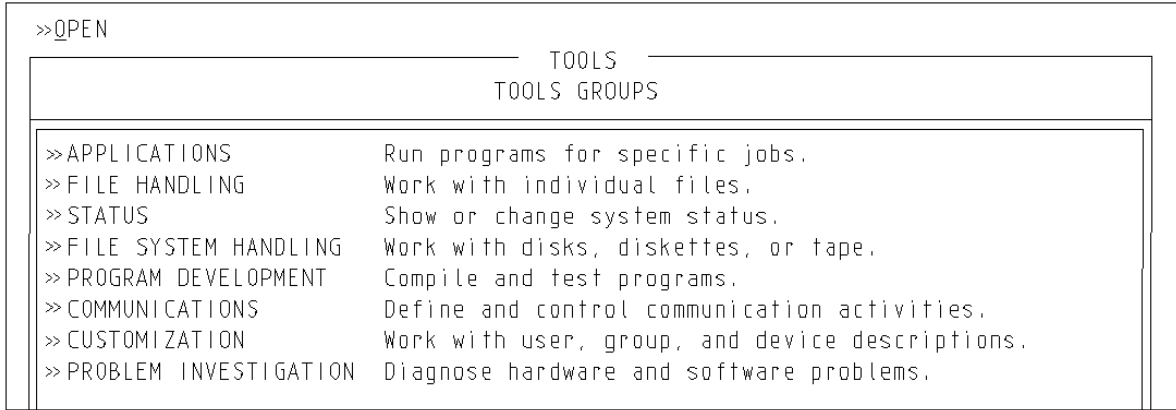 »OPEN
TOOLS
TOOLS GROUPS
»APPLICATIONS Run programs for specific jobs.
»FILE HANDLING Work with individual files.
»STATUS Show or change system status.
»FILE SYSTEM HANDLING Work with disks, diskettes, or tape.
»PROGRAM DEVELOPMENT Compile and test programs.
»COMMUNICATIONS Define and control communication activities.
»CUSTOMIZATION Work with user, group, and device descriptions.
»PROBLEM INVESTIGATION Diagnose hardware and software problems.